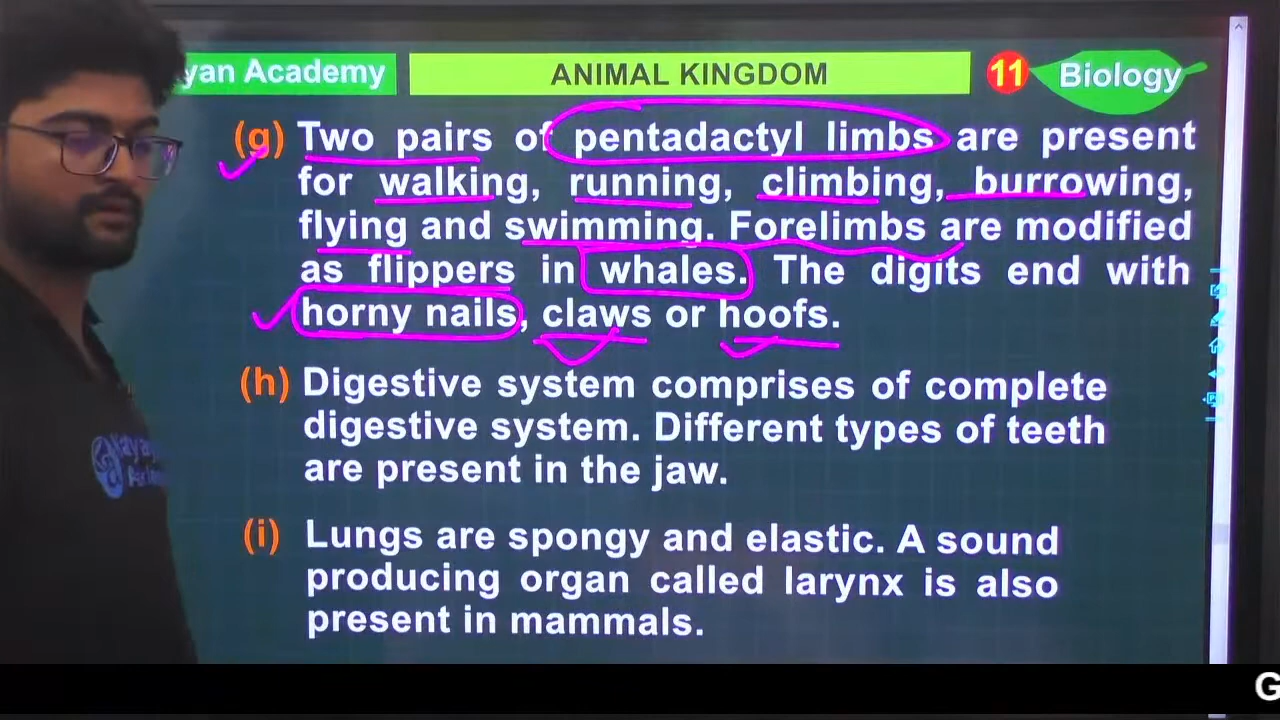 yan Academy
ANIMAL KINGDOM
11 Biology
(g) Two pairs of pentadactyl limbs are present
for walking, running, climbing, burrowing,
flying and swimming. Forelimbs are modified
as flippers in whales. The digits end with
horny nails, claws or hoofs.
(h) Digestive system comprises of complete
digestive system. Different types of teeth
are present in the jaw.
(i) Lungs are spongy and elastic. A sound
producing organ called larynx is also
present in mammals.
G